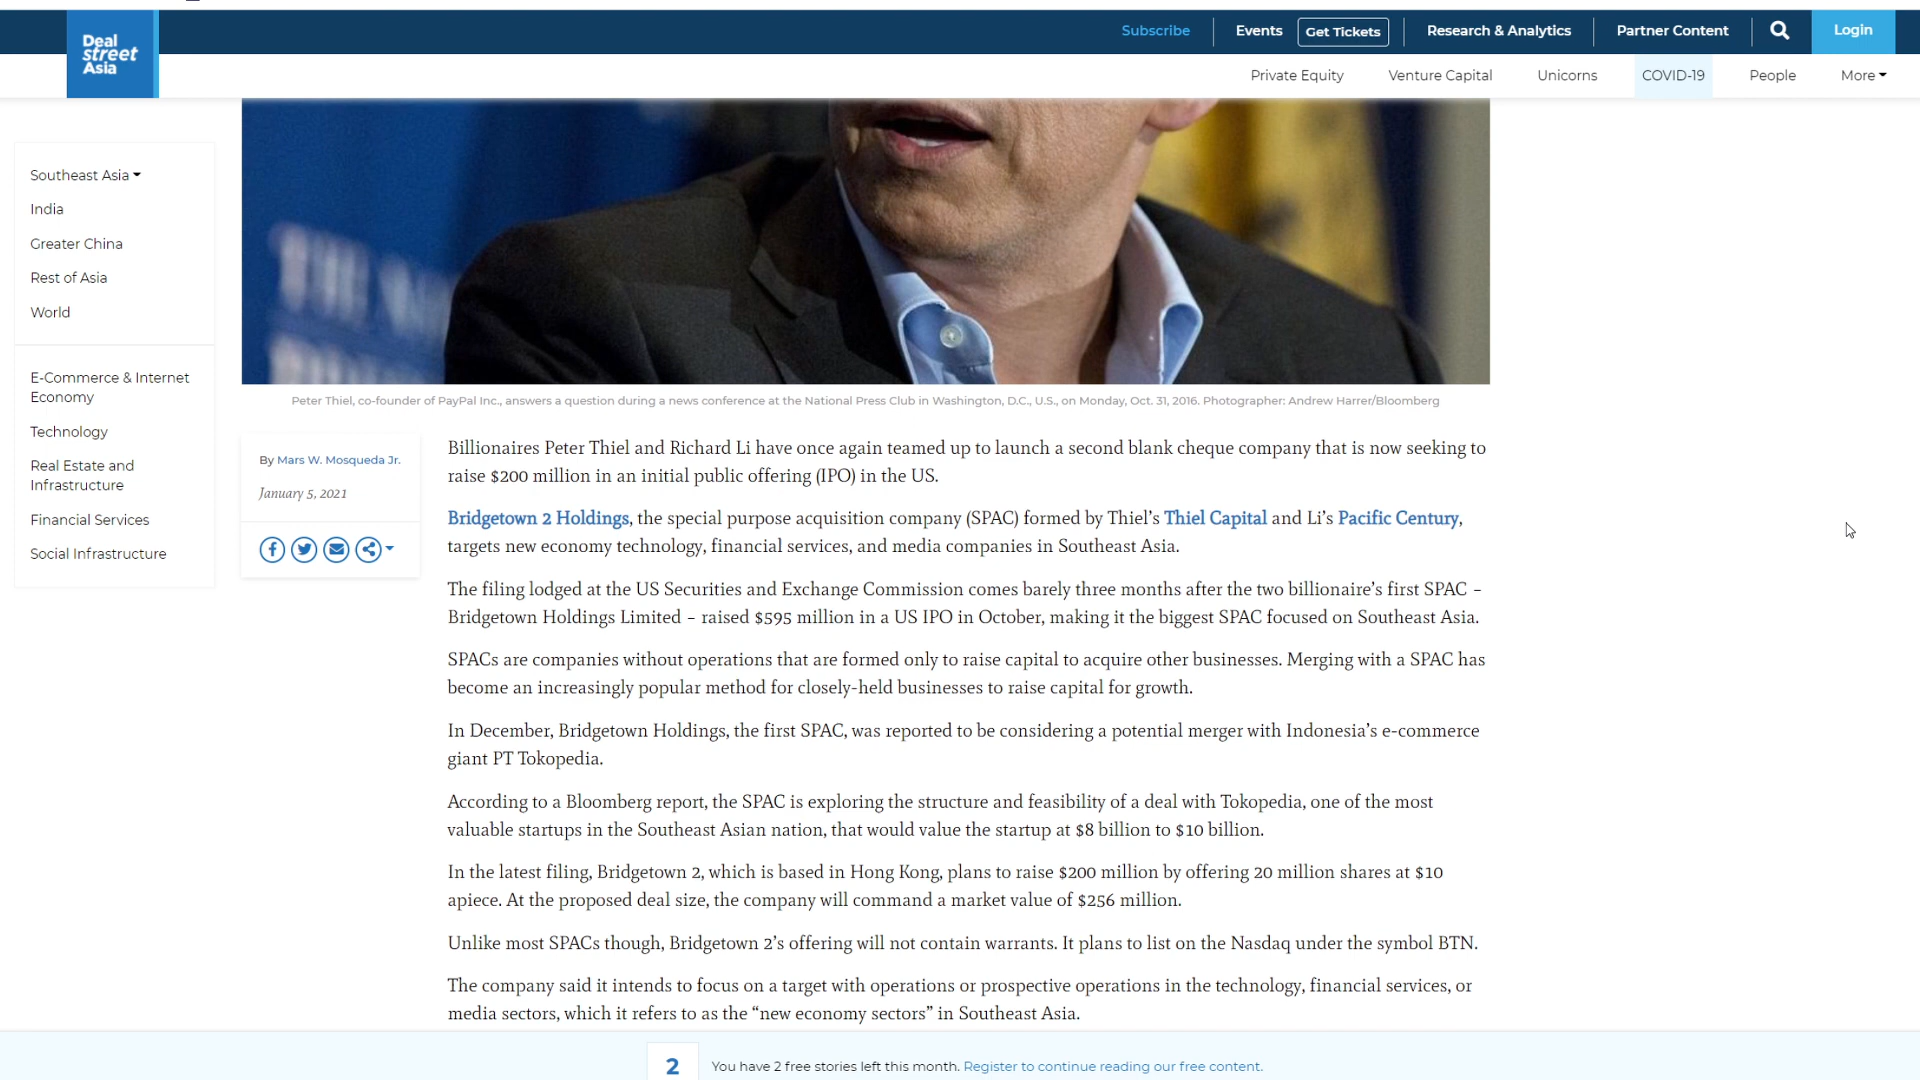 Deal
street
Asia
Subscribe
Events
Get Tickets
Research & Analytics
Partner Content
Login
Private Equity
Venture Capital
Unicorns
COVID-19
People
More
Southeast Asia
India
Greater China
Rest of Asia
World
E-Commerce & Internet
Economy
Technology
Real Estate and
Infrastructure
Financial Services
Social Infrastructure
Peter Thiel, co-founder of PayPal Inc., answers a question during a news conference at the National Press Club in Washington, D.C., U.S., on Monday, Oct. 31, 2016. Photographer: Andrew Harrer/Bloomberg
By Mars W. Mosqueda Jr.
January 5, 2021
Billionaires Peter Thiel and Richard Li have once again teamed up to launch a second blank cheque company that is now seeking to
raise $200 million in an initial public offering (IPO) in the US.
Bridgetown 2 Holdings, the special purpose acquisition company (SPAC) formed by Thiel’s Thiel Capital and Li’s Pacific Century,
targets new economy technology, financial services, and media companies in Southeast Asia.
The filing lodged at the US Securities and Exchange Commission comes barely three months after the two billionaire’s first SPAC –
Bridgetown Holdings Limited – raised $595 million in a US IPO in October, making it the biggest SPAC focused on Southeast Asia.
SPACs are companies without operations that are formed only to raise capital to acquire other businesses. Merging with a SPAC has
become an increasingly popular method for closely-held businesses to raise capital for growth.
In December, Bridgetown Holdings, the first SPAC, was reported to be considering a potential merger with Indonesia’s e-commerce
giant PT Tokopedia.
According to a Bloomberg report, the SPAC is exploring the structure and feasibility of a deal with Tokopedia, one of the most
valuable startups in the Southeast Asian nation, that would value the startup at $8 billion to $10 billion.
In the latest filing, Bridgetown 2, which is based in Hong Kong, plans to raise $200 million by offering 20 million shares at $10
apiece. At the proposed deal size, the company will command a market value of $256 million.
Unlike most SPACs though, Bridgetown 2’s offering will not contain warrants. It plans to list on the Nasdaq under the symbol BTN.
The company said it intends to focus on a target with operations or prospective operations in the technology, financial services, or
media sectors, which it refers to as the “new economy sectors” in Southeast Asia.
2
You have 2 free stories left this month. Register to continue reading our free content.